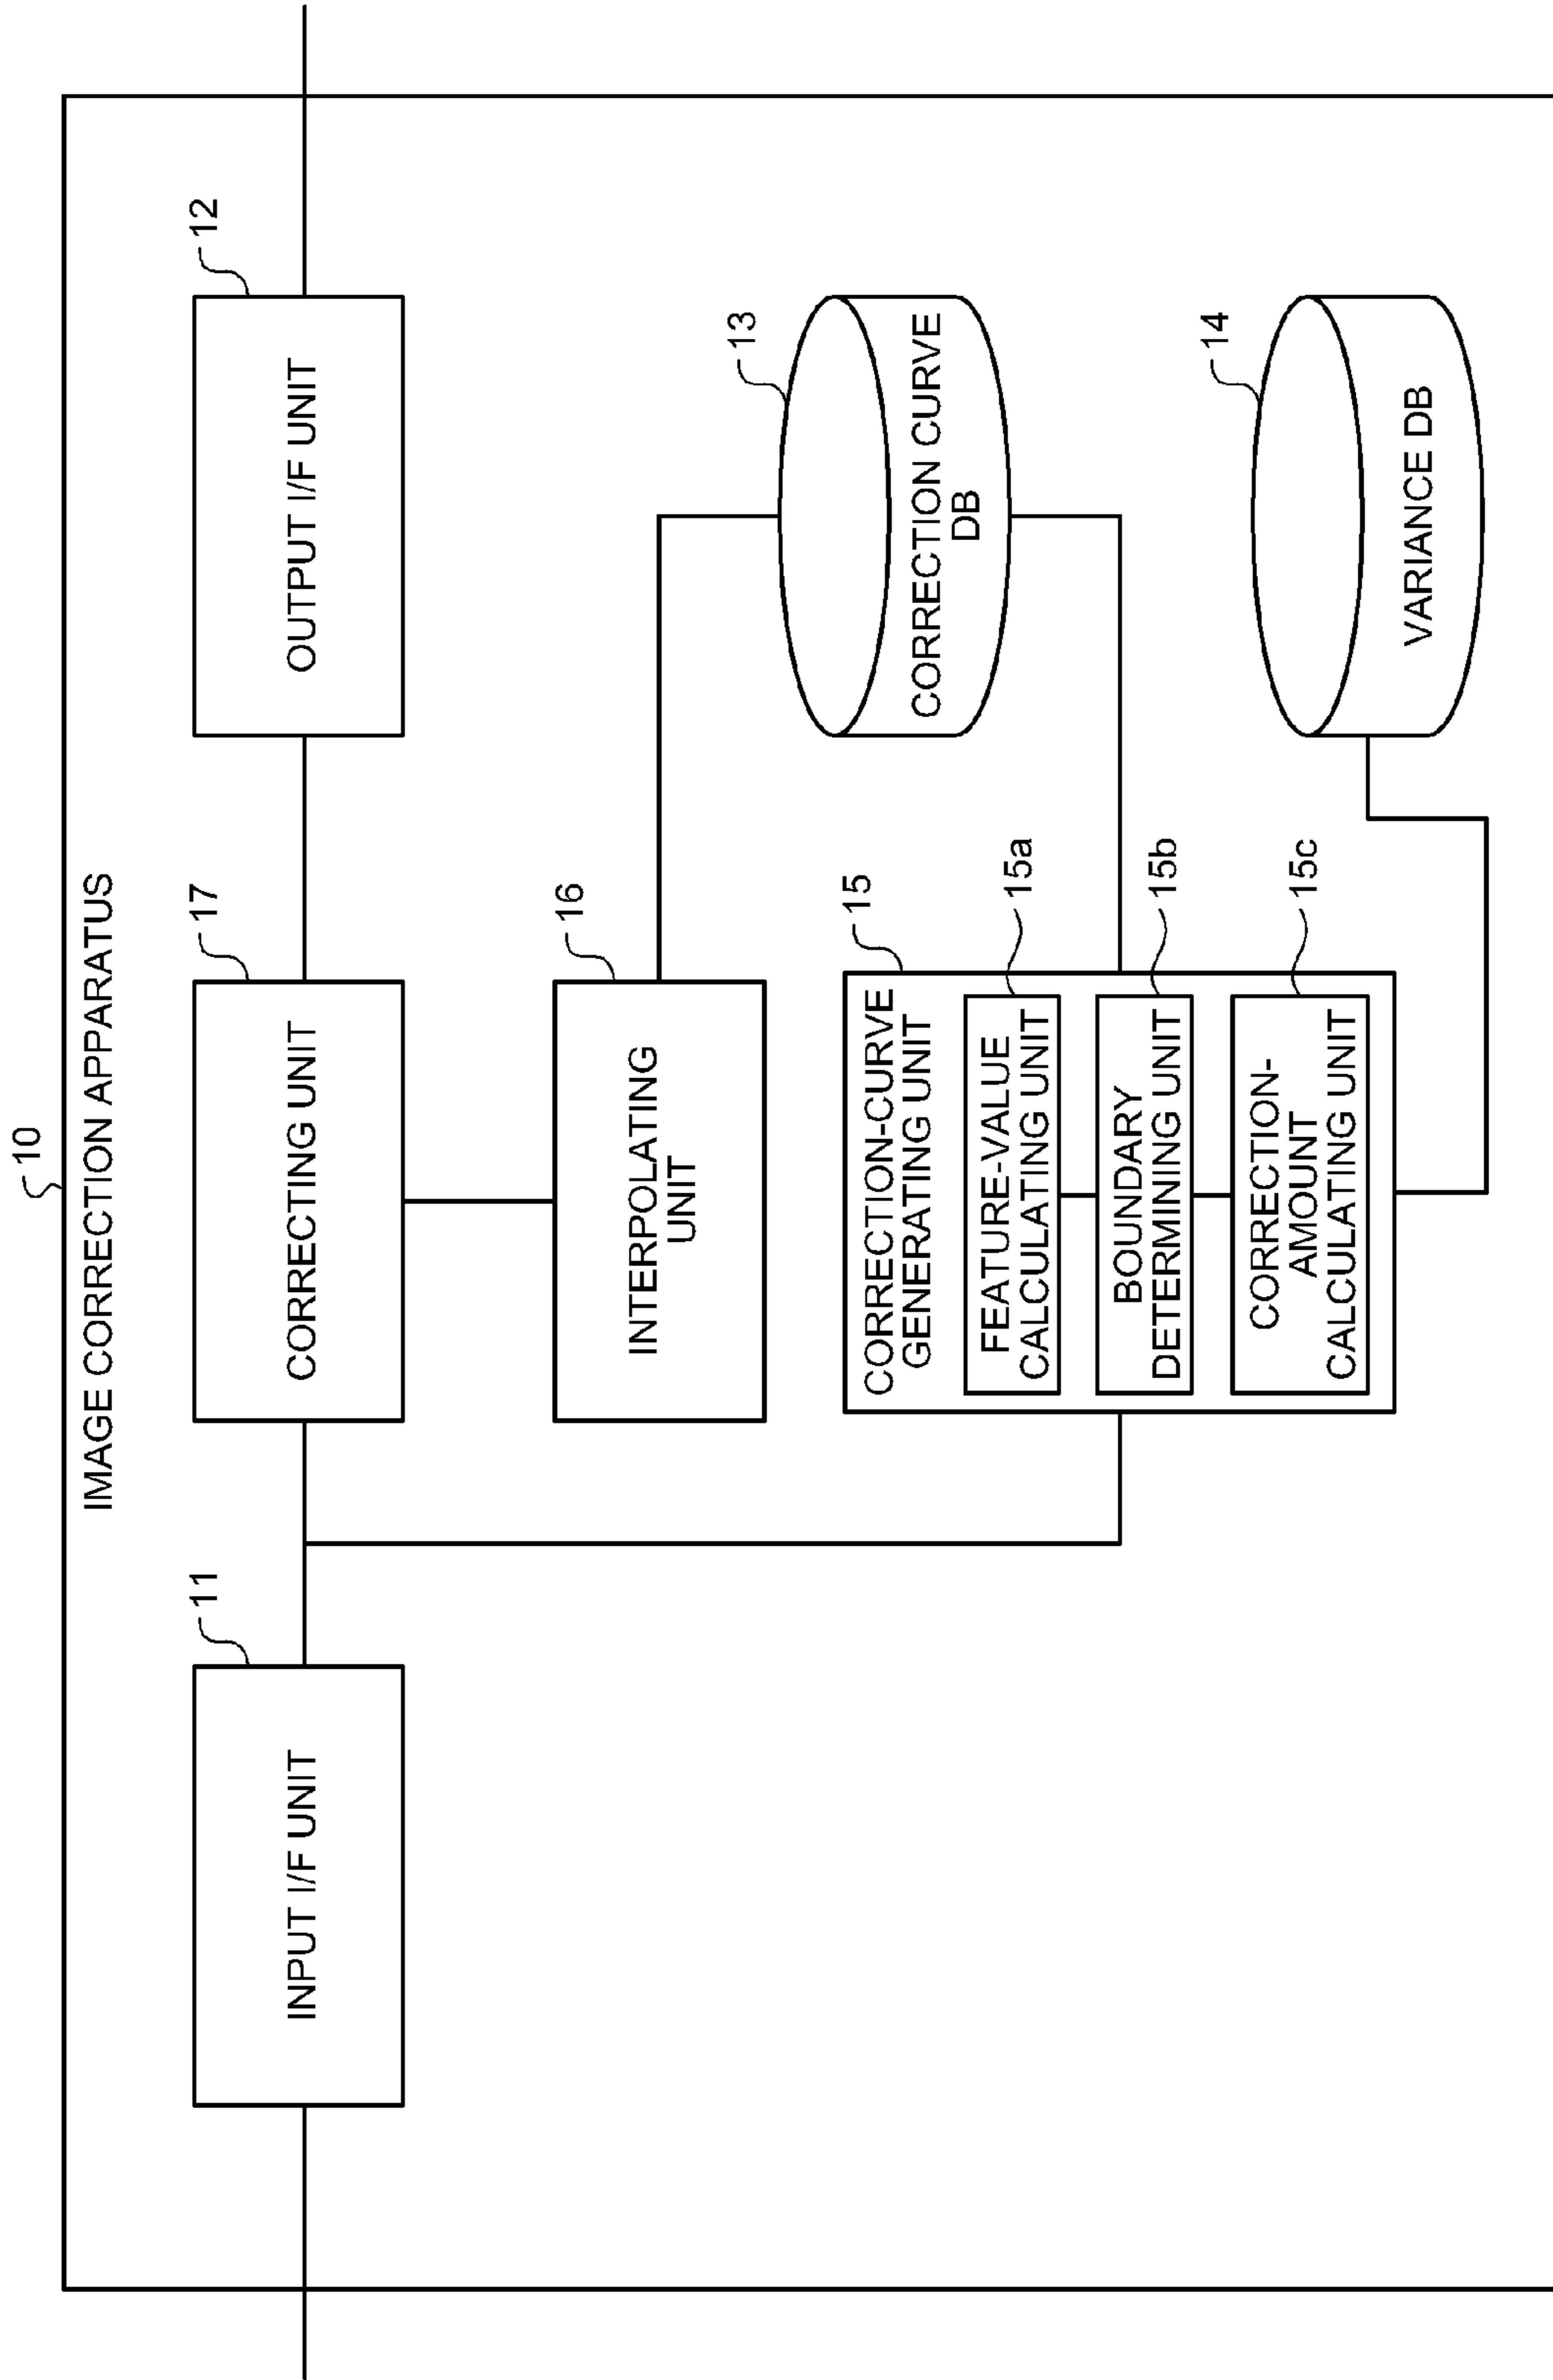 10
IMAGE CORRECTION APPARATUS
11
INPUT I/F UNIT
17
CORRECTING UNIT
12
OUTPUT I/F UNIT
16
INTERPOLATING
UNIT
13
CORRECTION CURVE
DB
15
CORRECTION-CURVE
GENERATING UNIT
15a
FEATURE-VALUE
CALCULATING UNIT
15b
BOUNDARY
DETERMINING UNIT
15c
CORRECTION-
AMOUNT
CALCULATING UNIT
14
VARIANCE DB